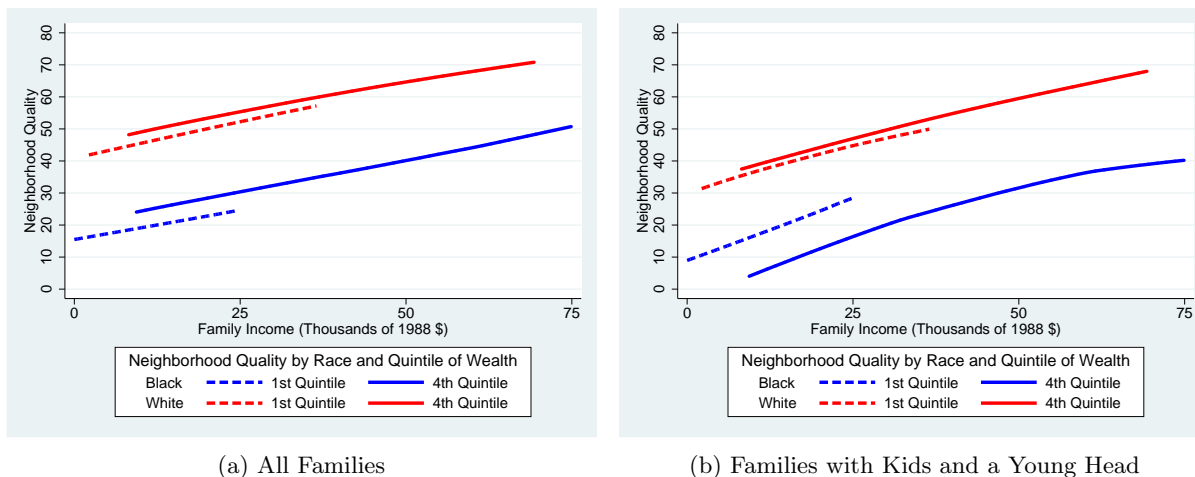 Neighborhood Quality
80
70
60
50
40
30
20
10
0
0 25 50 75
Family Income (Thousands of 1988 $)
Neighborhood Quality by Race and Quintile of Wealth
Black 1st Quintile 4th Quintile
White 1st Quintile 4th Quintile
(a) All Families
Neighborhood Quality
80
70
60
50
40
30
20
10
0
0 25 50 75
Family Income (Thousands of 1988 $)
Neighborhood Quality by Race and Quintile of Wealth
Black 1st Quintile 4th Quintile
White 1st Quintile 4th Quintile
(b) Families with Kids and a Young Head